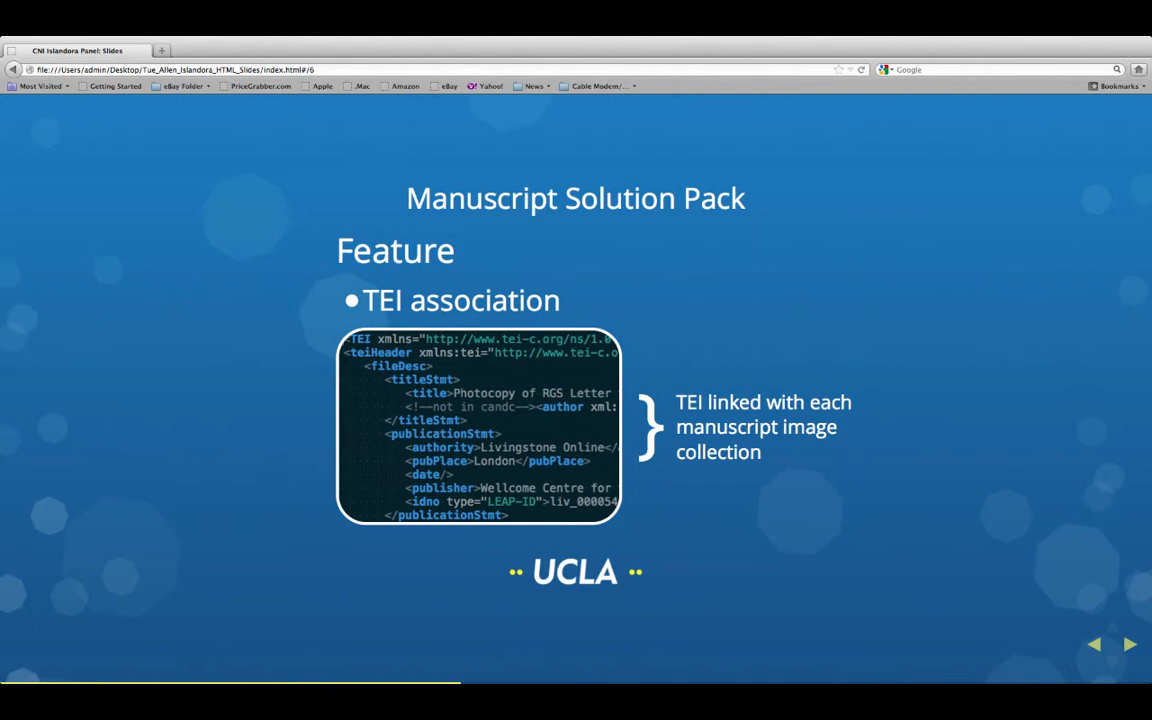 CNI Islandora Panel: Slides
file:///Users/admin/Desktop/Tue_Allen_Islandora_HTML_Slides/index.html#/6
Google
Most Visited
Getting Started
eBay Folder
PriceGrabber.com
Apple
.Mac
Amazon
eBay
Yahoo!
News
Cable Modem/...
Bookmarks
Manuscript Solution Pack
Feature
•TEI association
<TEI xmlns="http://www.tei-c.org/ns/1.0
<teiHeader xmlns:tei="http://www.tei-c.o
<fileDesc>
<titleStmt>
<title>Photocopy of RGS Letter
<!--not in candc--><author xml:
</titleStmt>
<publicationStmt>
<authority>Livingstone Online</
<pubPlace>London</pubPlace>
<date/>
<publisher>Wellcome Centre for
<idno type="LEAP-ID">liv_000054
</publicationStmt>
} TEI linked with each
manuscript image
collection
•• UCLA ••